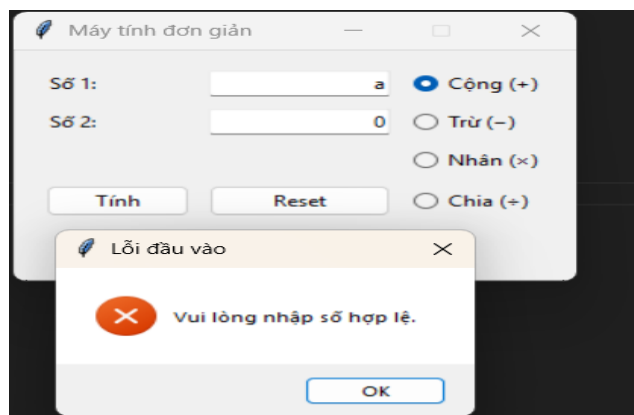 Máy tính đơn giản
Số 1: a Cộng (+)
Số 2: 0 Trừ (−)
Nhân (×)
Tính Reset Chia (÷)
Lỗi đầu vào
Vui lòng nhập số hợp lệ.
OK